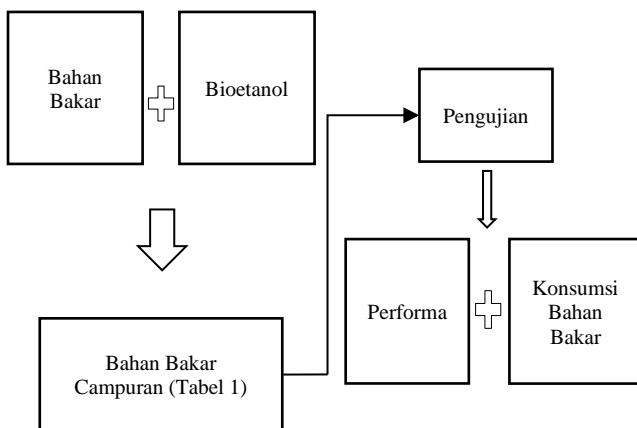 Bahan
Bakar
Bioetanol
Bahan Bakar
Campuran (Tabel 1)
Pengujian
Performa
Konsumsi
Bahan
Bakar